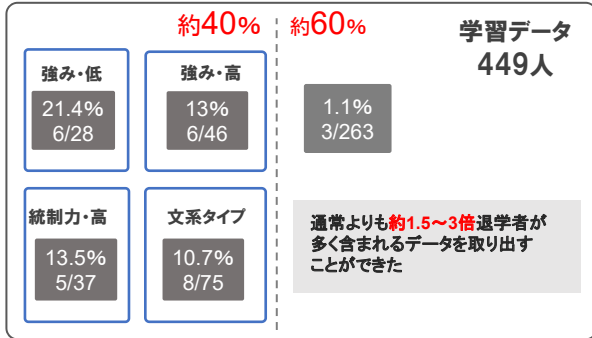 約40%
約60%
学習データ
449人
強み・低
21.4%
6/28
強み・高
13%
6/46
1.1%
3/263
統制力・高
13.5%
5/37
文系タイプ
10.7%
8/75
通常よりも約1.5～3倍退学者が
多く含まれるデータを取り出す
ことができた